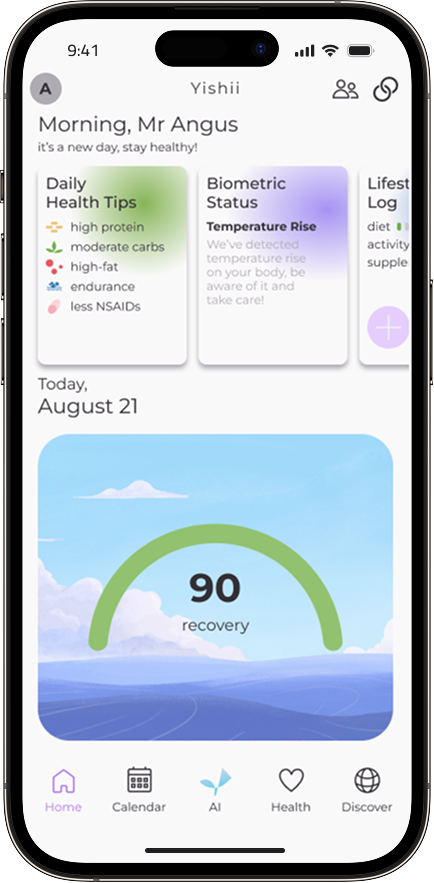 9:41
A
Yishii
Morning, Mr Angus
it's a new day, stay healthy!
Daily
Health Tips
high protein
moderate carbs
high-fat
endurance
less NSAIDs
Biometric
Status
Temperature Rise
We've detected
temperature rise
on your body, be
aware of it and
take care!
Lifest
Log
diet
activity
supple
Today,
August 21
90
recovery
Home
Calendar
AI
Health
Discover